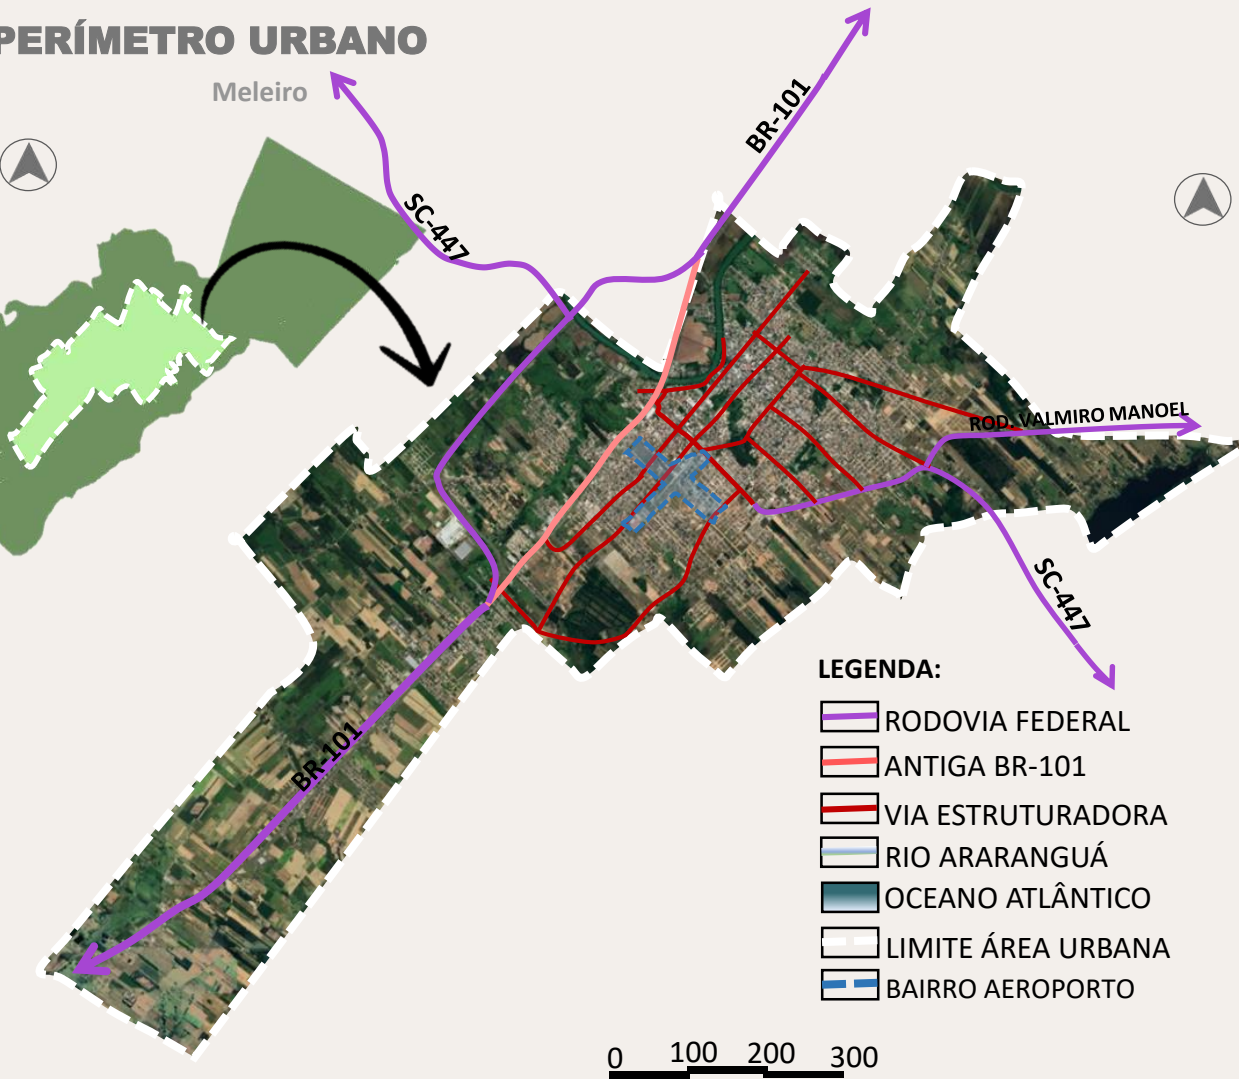 PERÍMETRO URBANO
Meleiro
BR-101
SC-447
ROD. VALMIRO MANOEL
SC-447
BR-101
LEGENDA:
RODOVIA FEDERAL
ANTIGA BR-101
VIA ESTRUTURADORA
RIO ARARANGUÁ
OCEANO ATLÂNTICO
LIMITE ÁREA URBANA
BAIRRO AEROPORTO
0 100 200 300